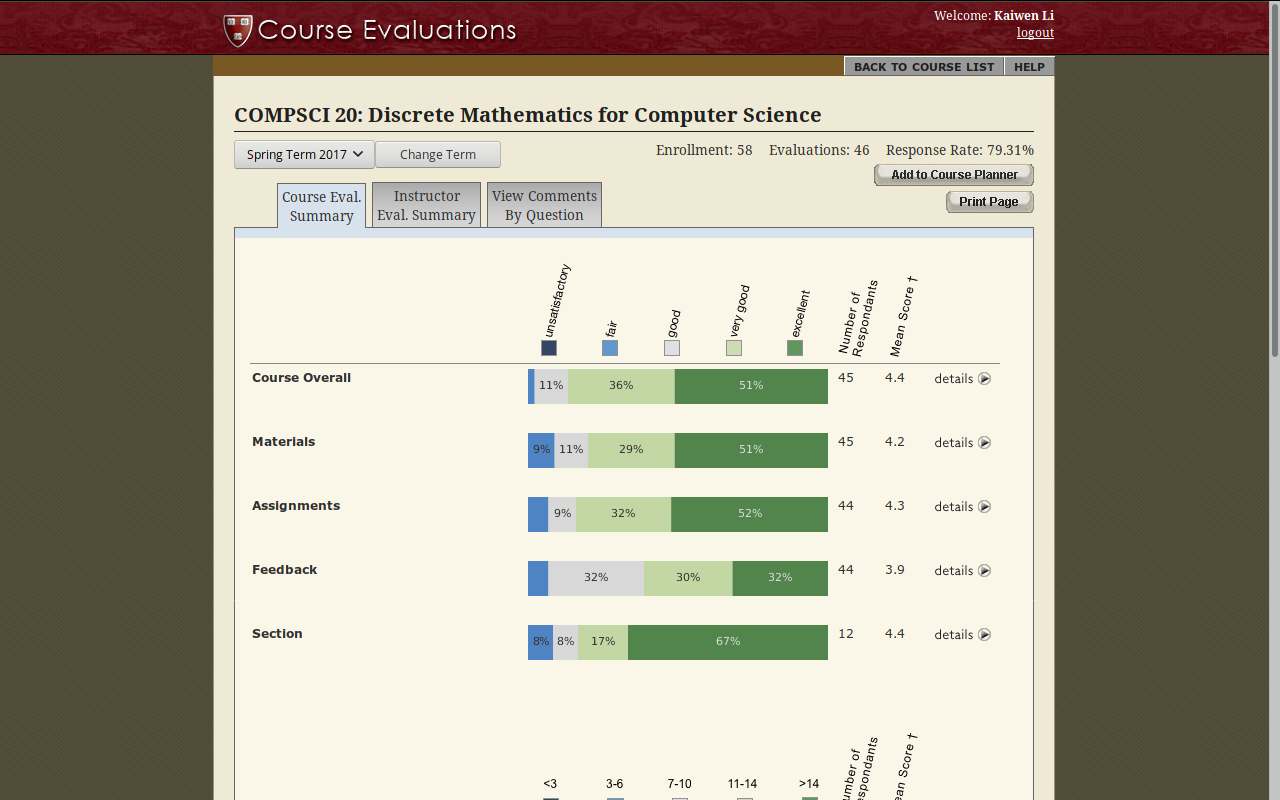 Course Evaluations
Welcome: Kaiwen Li
logout
BACK TO COURSE LIST
HELP
COMPSCI 20: Discrete Mathematics for Computer Science
Spring Term 2017
Change Term
Enrollment: 58 Evaluations: 46 Response Rate: 79.31%
Add to Course Planner
Print Page
Course Eval.
Summary
Instructor
Eval. Summary
View Comments
By Question
unsatisfactory
fair
good
very good
excellent
Number of
Respondants
Mean Score †
Course Overall 11% 36% 51% 45 4.4 details
Materials 9% 11% 29% 51% 45 4.2 details
Assignments 9% 32% 52% 44 4.3 details
Feedback 32% 30% 32% 44 3.9 details
Section 8% 8% 17% 67% 12 4.4 details
<3 3-6 7-10 11-14 >14